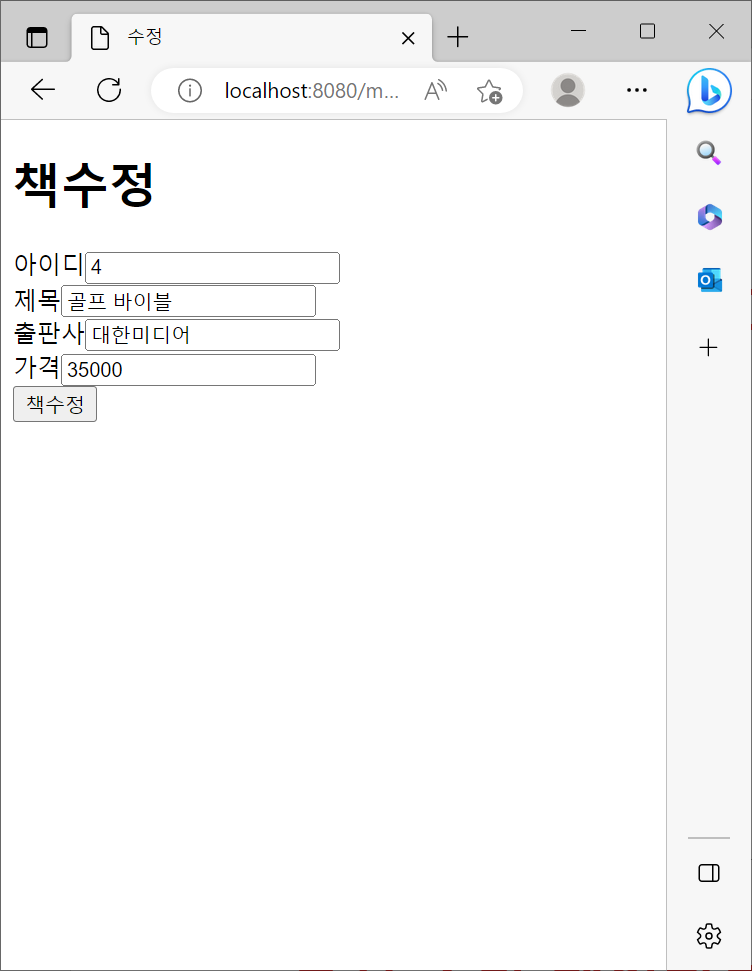 수정
localhost:8080/m...
책수정
아이디 4
제목 골프 바이블
출판사 대한미디어
가격 35000
책수정